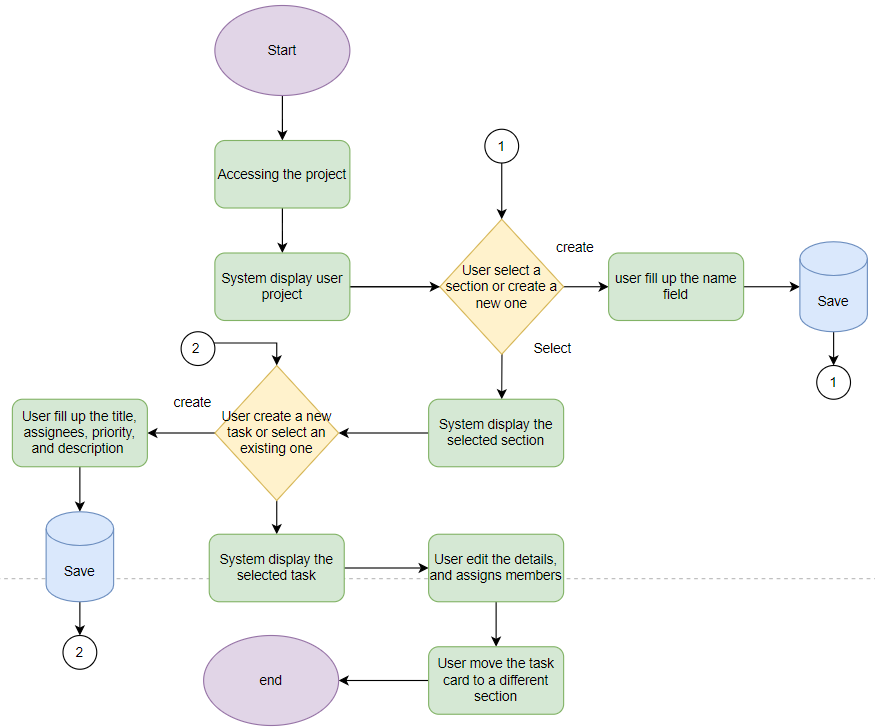 Start
Accessing the project
System display user
project
1
User select a
section or create a
new one
create
user fill up the name
field
Save
1
Select
System display the
selected section
2
User create a new
task or select an
existing one
create
User fill up the title,
assignees, priority,
and description
Save
2
System display the
selected task
User edit the details,
and assigns members
User move the task
card to a different
section
end